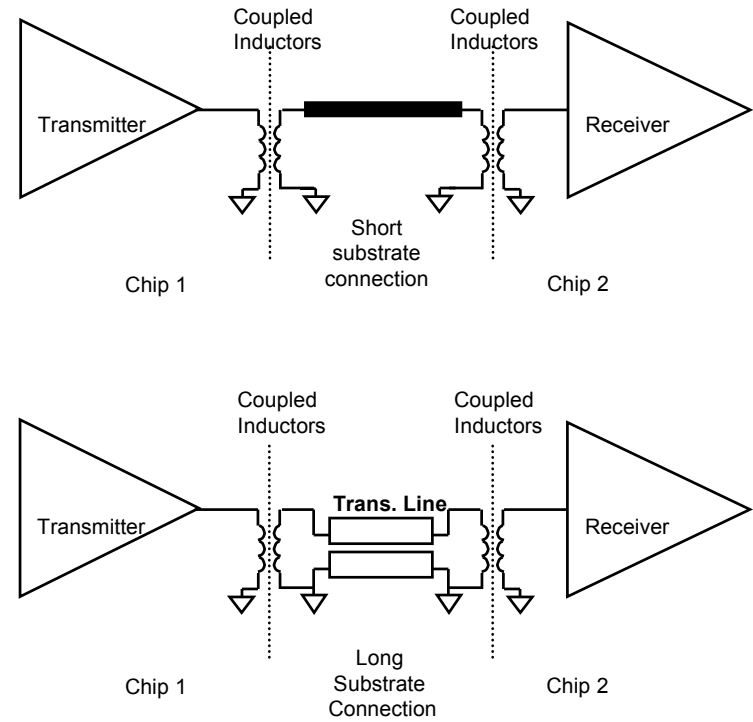 Coupled
Inductors
Coupled
Inductors
Transmitter
Receiver
Short
substrate
connection
Chip 1
Chip 2
Coupled
Inductors
Coupled
Inductors
Trans. Line
Transmitter
Receiver
Long
Substrate
Connection
Chip 1
Chip 2